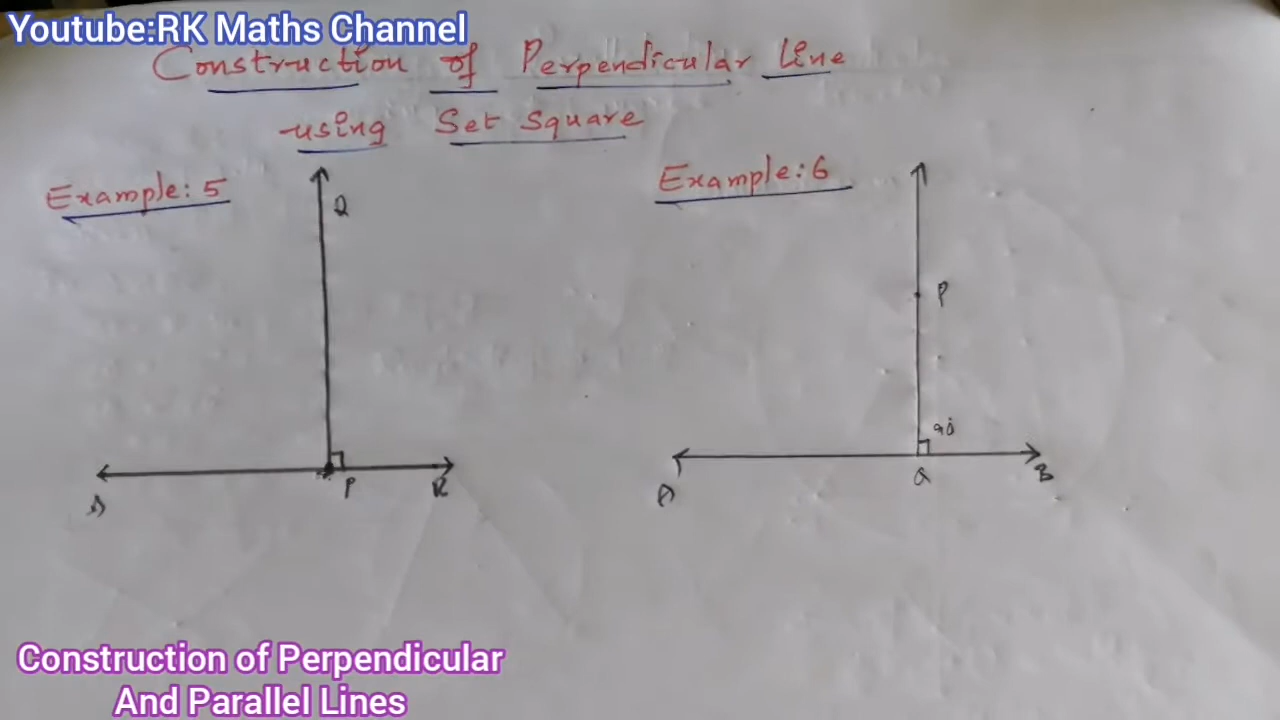 Youtube:RK Maths Channel
Construction of Perpendicular line
using Set Square
Example: 5
Example: 6
Q
P
90°
P
R
A
Q
B
A
Construction of Perpendicular
And Parallel Lines